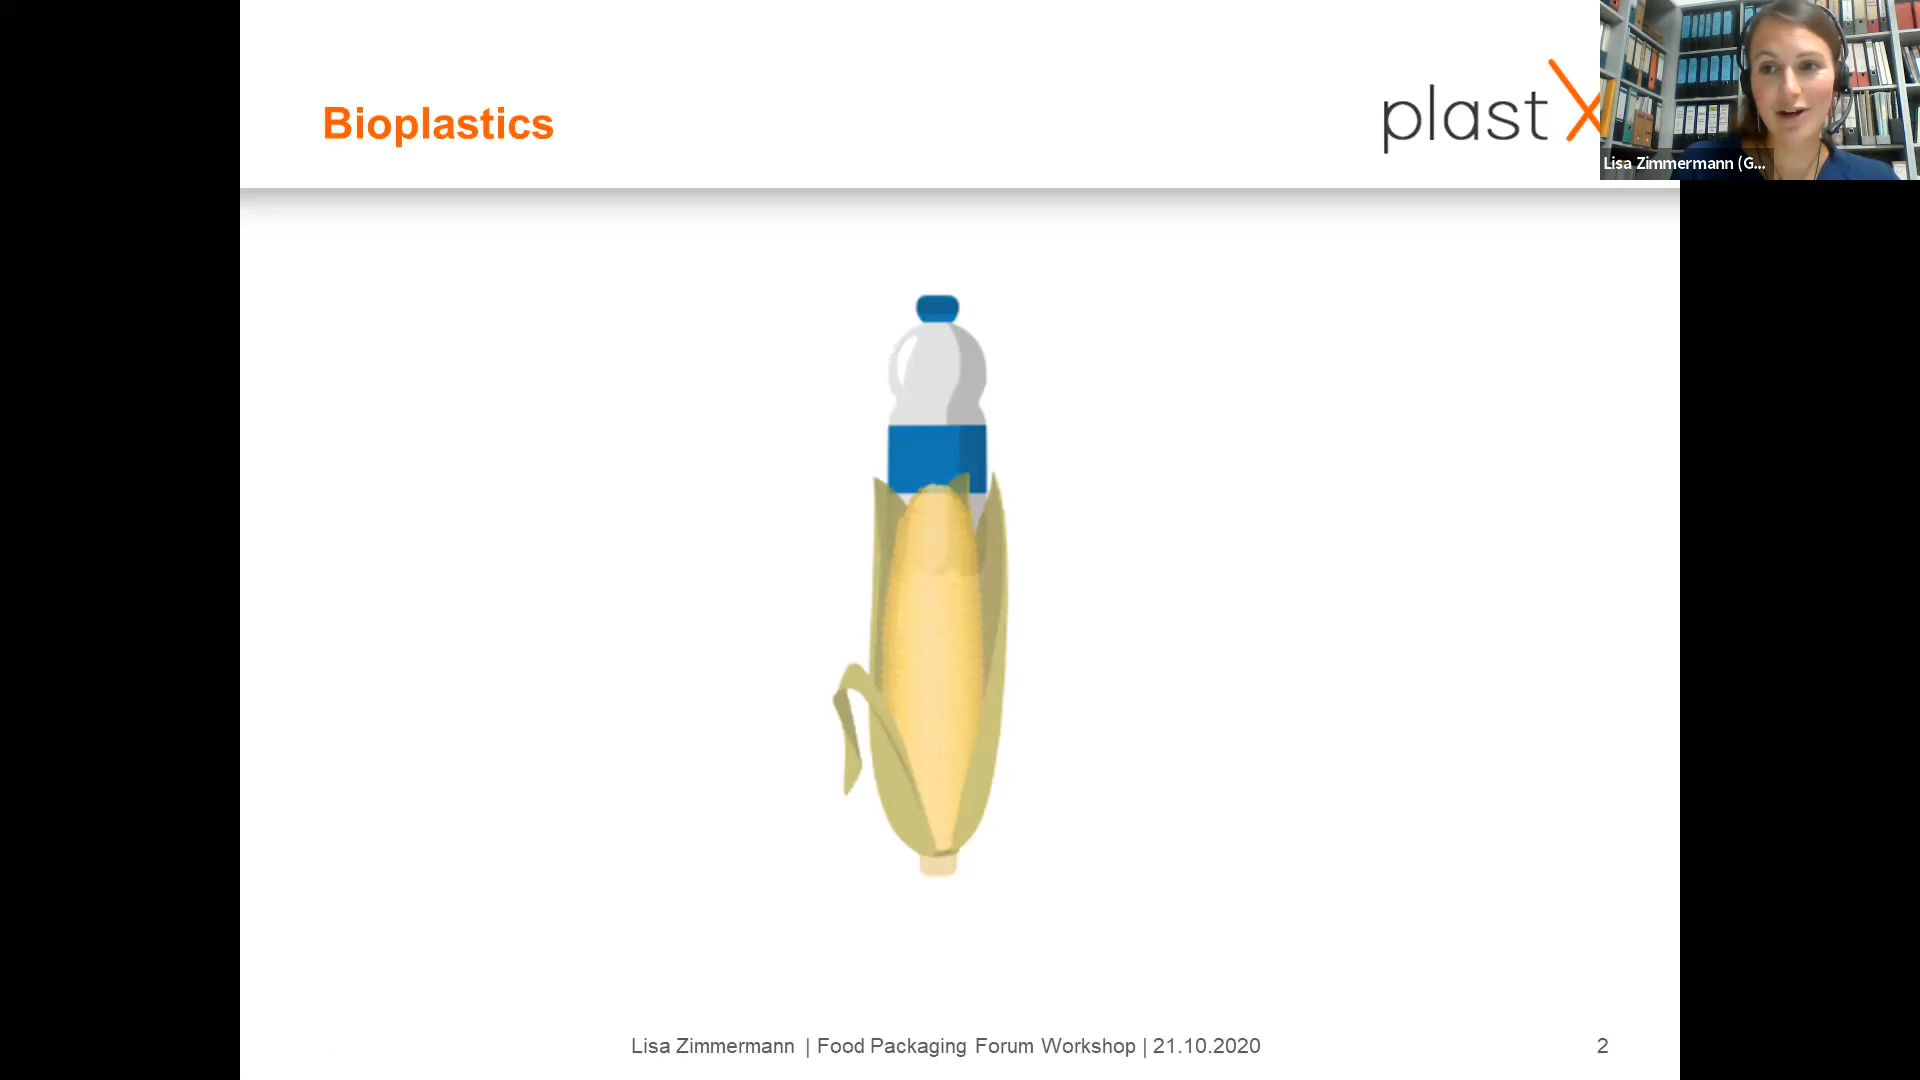 Bioplastics
plast X
Lisa Zimmermann (G...
Lisa Zimmermann | Food Packaging Forum Workshop | 21.10.2020
2